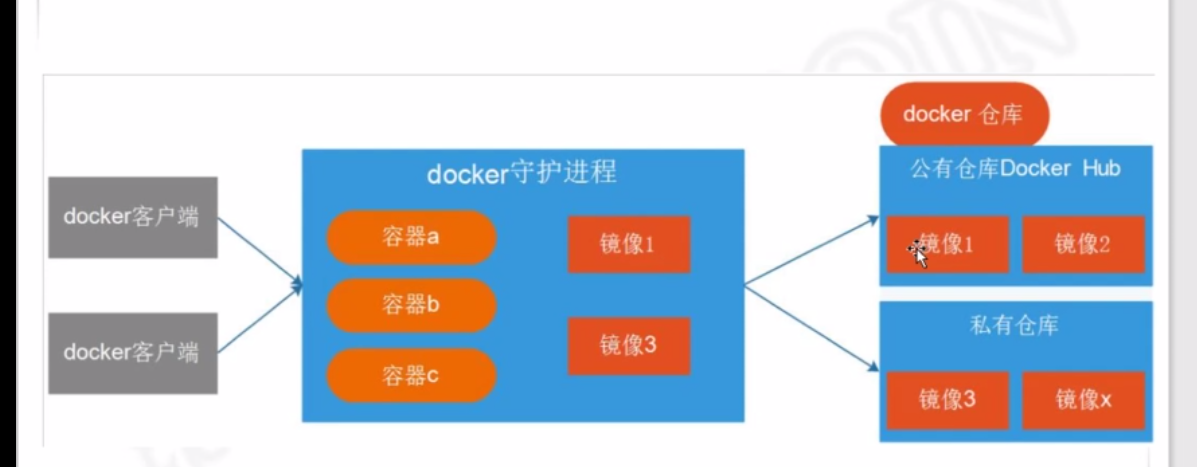 docker 仓库
docker守护进程
公有仓库Docker Hub
docker客户端
容器a
镜像1
镜像1
镜像2
容器b
私有仓库
docker客户端
镜像3
容器c
镜像3
镜像x